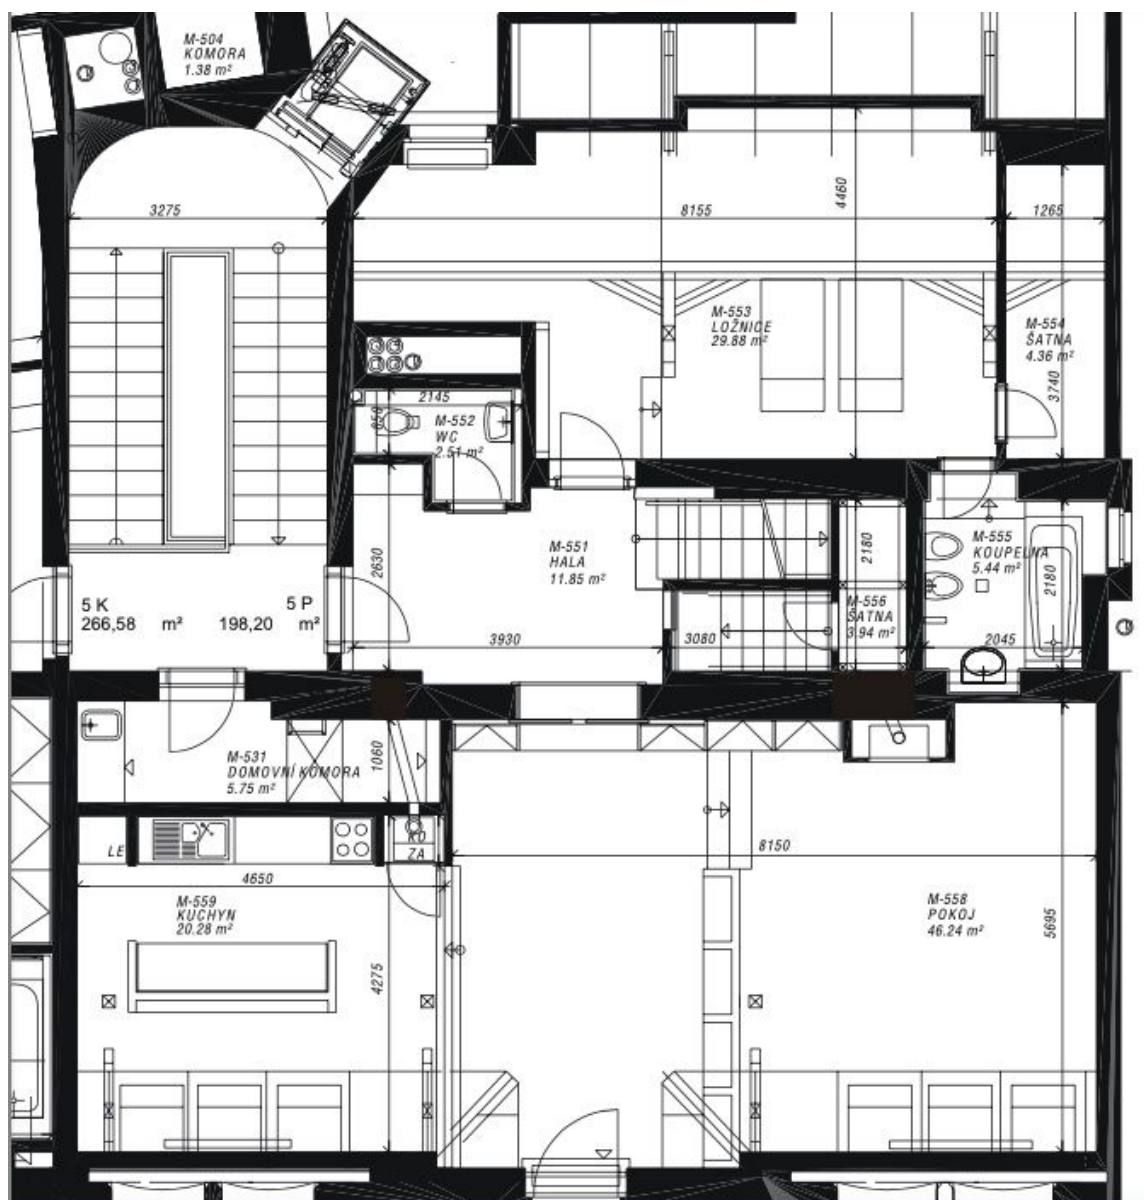 M-504
KOMORA
1.38 m²
3275
8155
4460
1265
M-553
LOŽNICE
29.88 m²
M-554
ŠATNA
4.36 m²
3740
2145
850
M-552
WC
2.51 m²
2630
M-551
HALA
11.85 m²
2180
M-555
KOUPELNA
5.44 m²
2180
5 K
266,58 m²
5 P
198,20 m²
3930
3080
M-556
ŠATNA
3.94 m²
2045
M-531
DOMOVNÍ KOMORA
5.75 m²
1060
LE
KO
ZA
4650
8150
M-559
KUCHYN
20.28 m²
M-558
POKOJ
46.24 m²
5695
4275